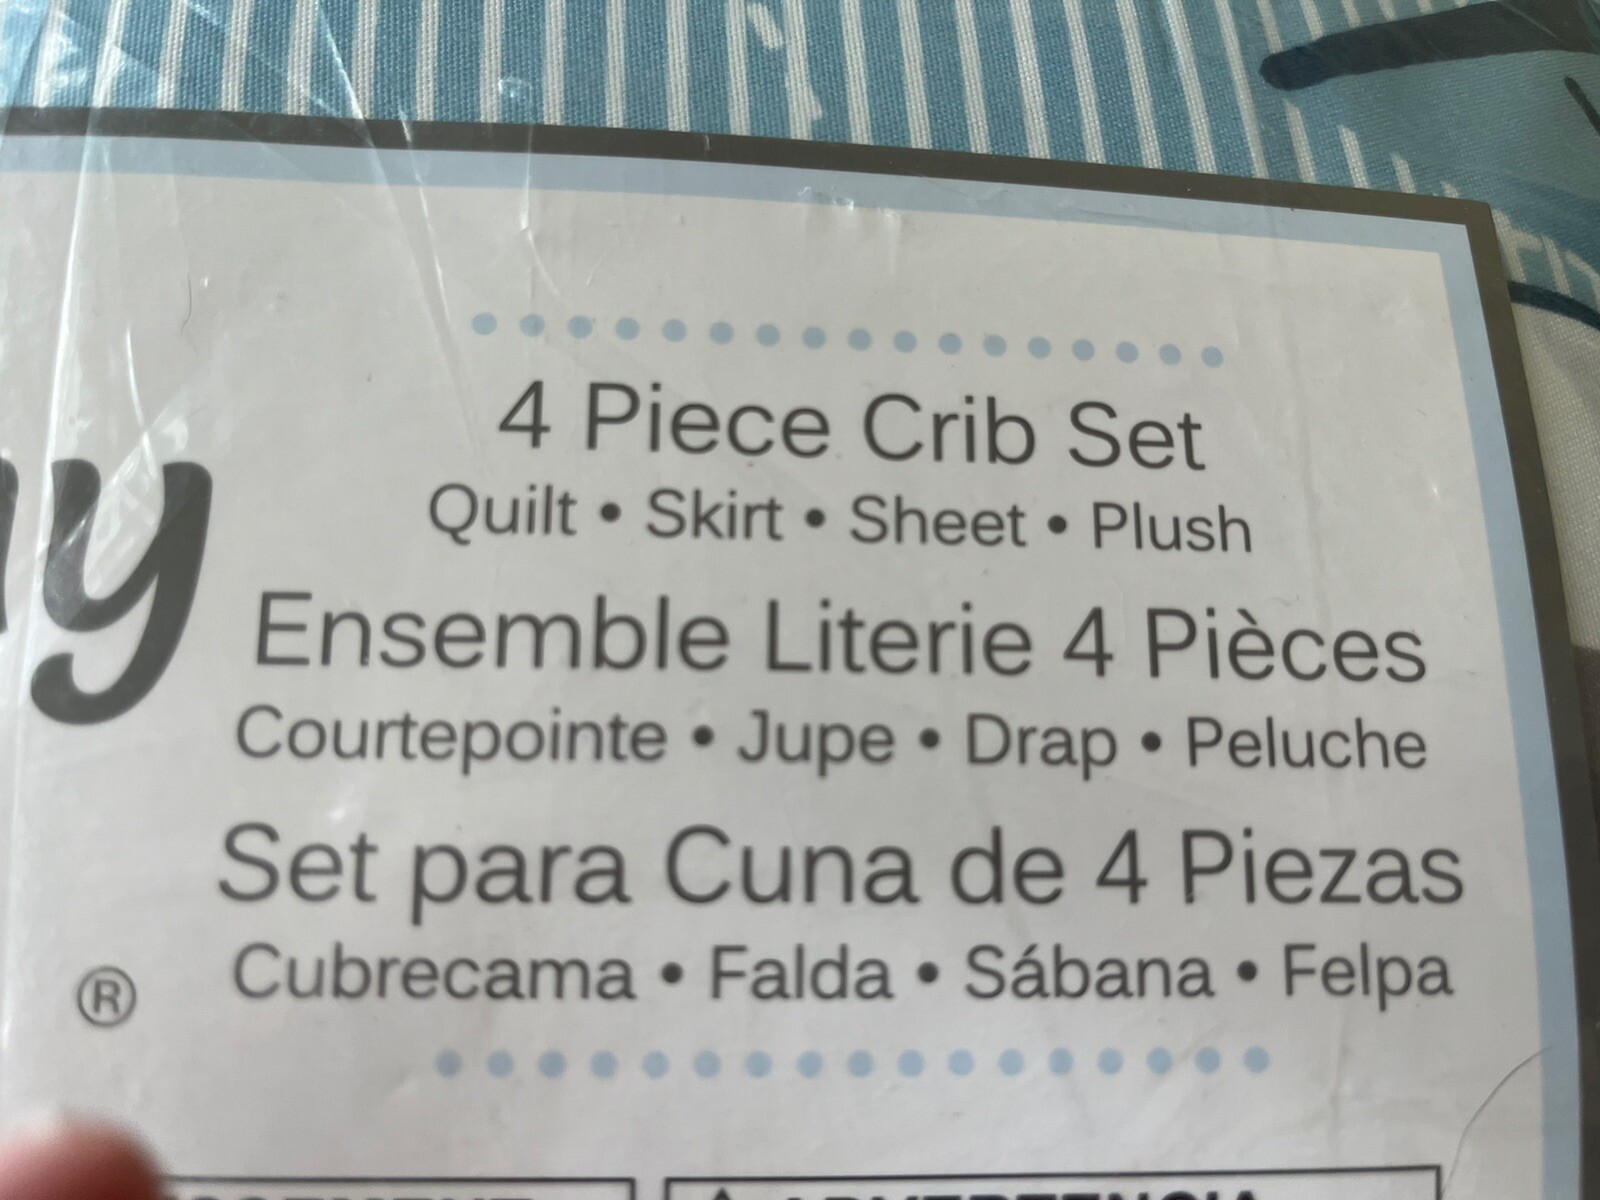 4 Piece Crib Set
Quilt • Skirt • Sheet • Plush
Ensemble Literie 4 Pièces
Courtepointe • Jupe • Drap • Peluche
Set para Cuna de 4 Piezas
Cubrecama • Falda • Sábana • Felpa
®